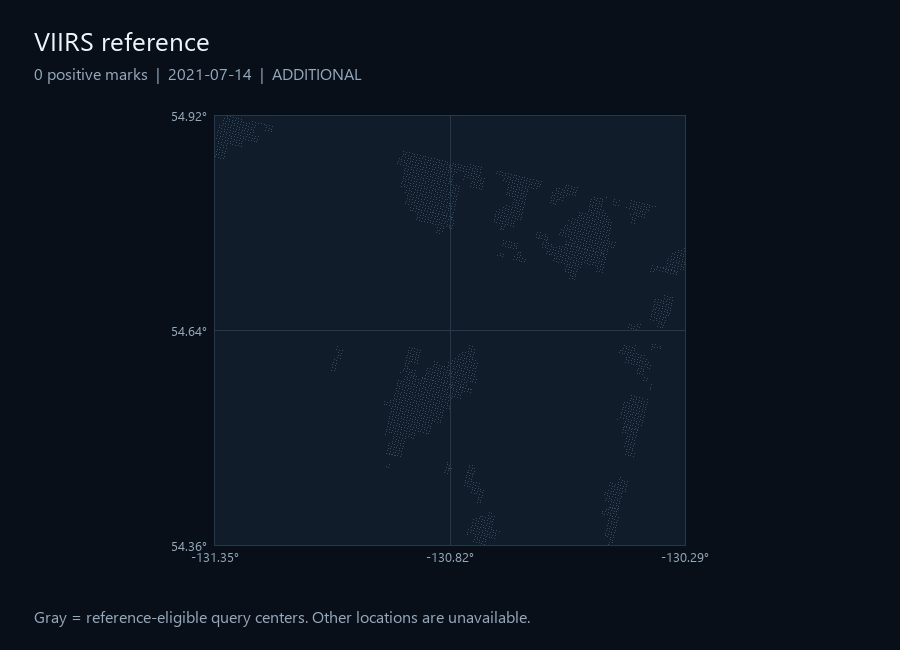 VIIRS reference
0 positive marks | 2021-07-14 | ADDITIONAL
54.92°
54.64°
54.36°
-131.35° -130.82° -130.29°
Gray = reference-eligible query centers. Other locations are unavailable.